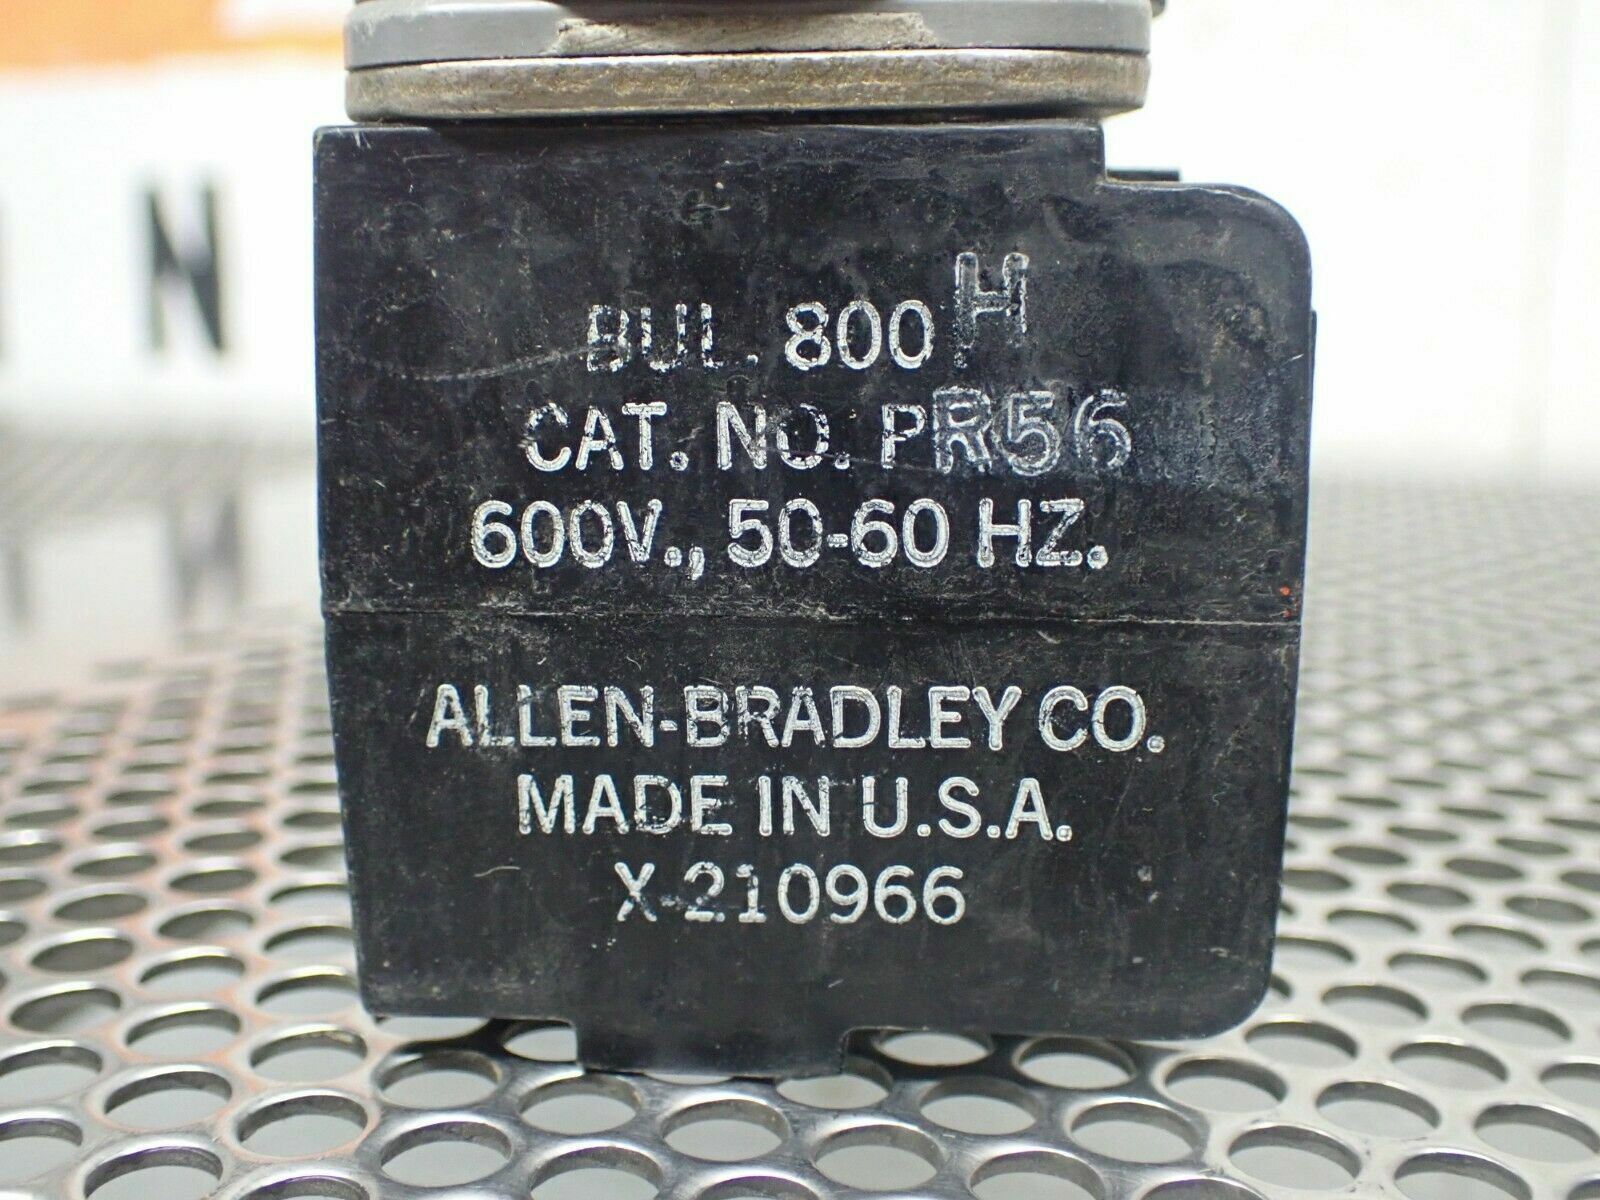 BUL. 800H
CAT. NO. PR56
600V., 50-60 HZ.
ALLEN-BRADLEY CO.
MADE IN U.S.A.
X-210966